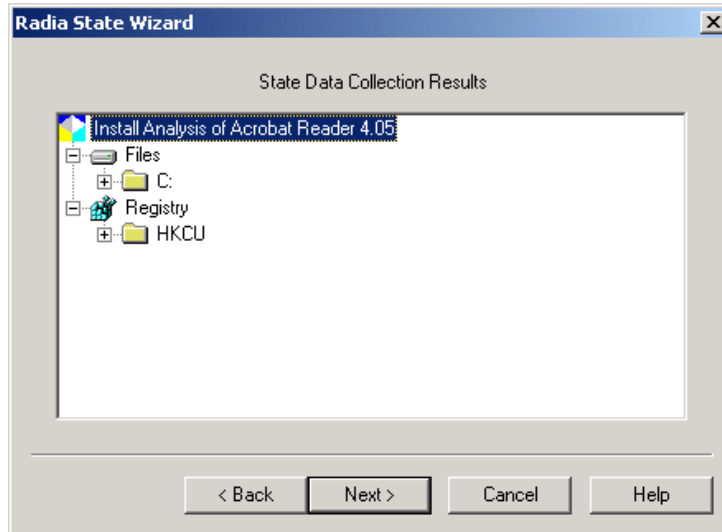 Radia State Wizard
State Data Collection Results
Install Analysis of Acrobat Reader 4.05
Files
C:
Registry
HKCU
< Back
Next >
Cancel
Help